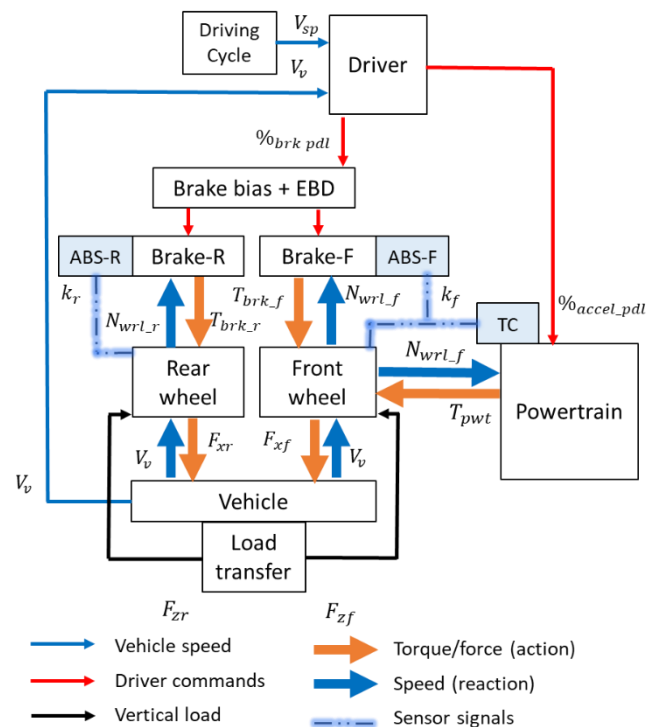 Driving
Cycle
V_sp
V_v
Driver
%_brk pdl
Brake bias + EBD
ABS-R
Brake-R
Brake-F
ABS-F
k_r
N_wrl_r
T_brk_r
T_brk_f
N_wrl_f
k_f
%_accel_pdl
TC
Rear
wheel
Front
wheel
N_wrl_f
T_pwt
Powertrain
V_v
F_xr
F_xf
V_v
V_v
Vehicle
Load
transfer
F_zr
F_zf
Vehicle speed
Torque/force (action)
Driver commands
Speed (reaction)
Vertical load
Sensor signals